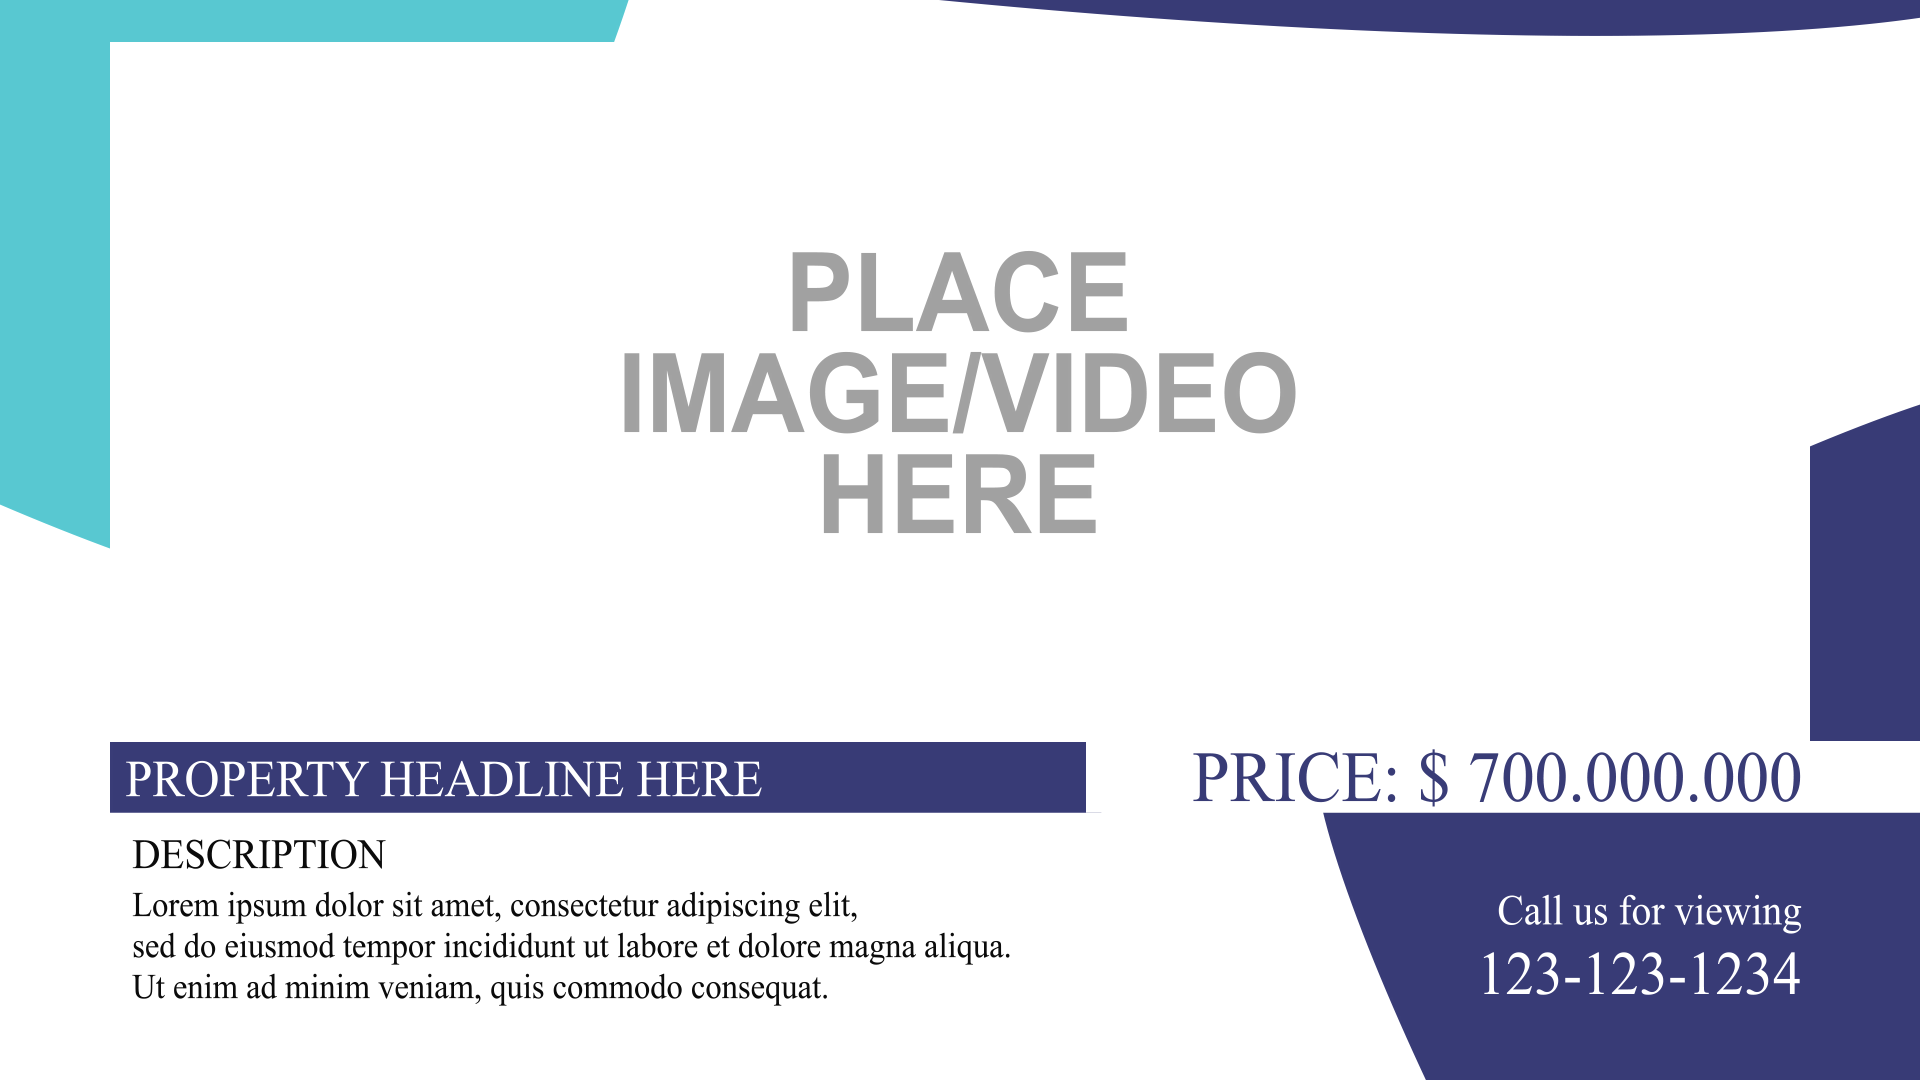 PLACE
IMAGE/VIDEO
HERE
PROPERTY HEADLINE HERE
PRICE: $ 700.000.000
DESCRIPTION
Lorem ipsum dolor sit amet, consectetur adipiscing elit,
sed do eiusmod tempor incididunt ut labore et dolore magna aliqua.
Ut enim ad minim veniam, quis commodo consequat.
Call us for viewing
123-123-1234